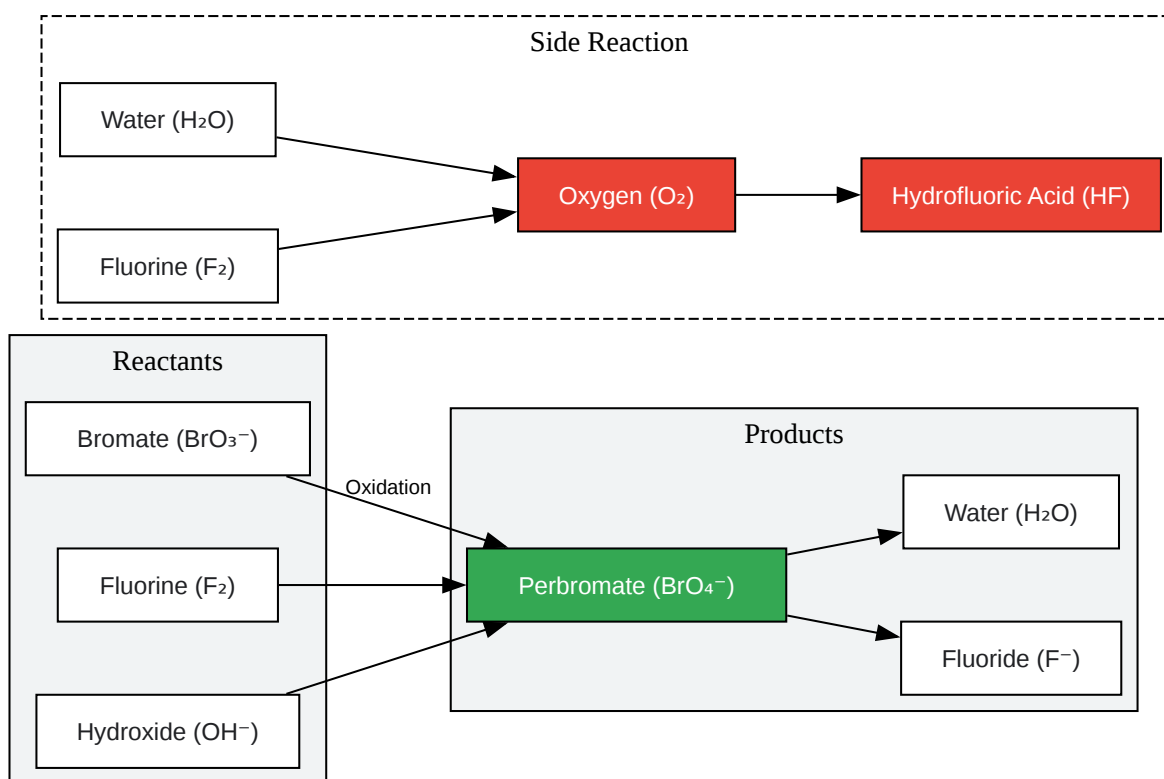 Side Reaction
Water (H₂O)
Fluorine (F₂)
Oxygen (O₂)
Hydrofluoric Acid (HF)
Reactants
Bromate (BrO₃⁻)
Fluorine (F₂)
Hydroxide (OH⁻)
Oxidation
Products
Perbromate (BrO₄⁻)
Water (H₂O)
Fluoride (F⁻)